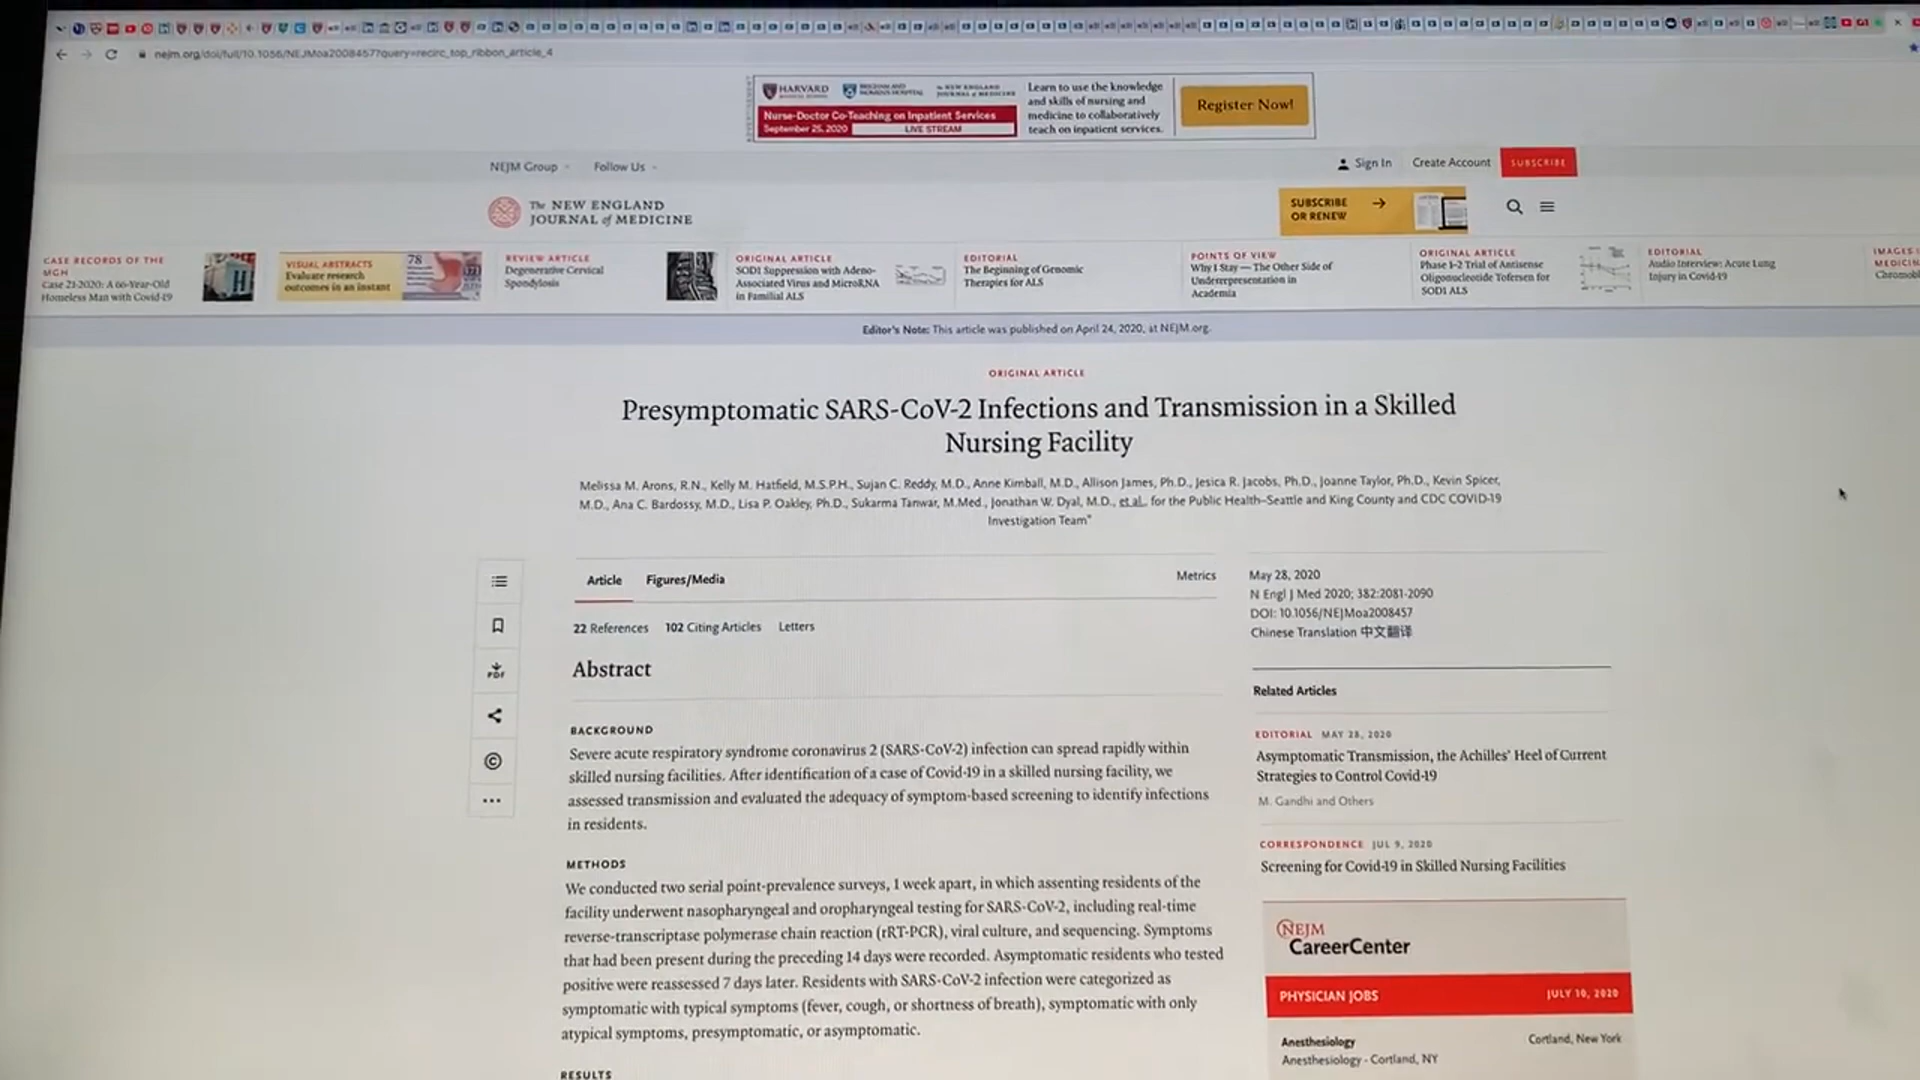 nejm.org/doi/full/10.1056/NEJMoa2008457?query=recirc_top_ribbon_article_4
HARVARD
Nurse-Doctor Co-Teaching on Inpatient Services
September 25, 2020 LIVE STREAM
Learn to use the knowledge
and skills of nursing and
medicine to collaboratively
teach on inpatient services.
Register Now!
NEJM Group Follow Us
Sign In Create Account SUBSCRIBE
The NEW ENGLAND
JOURNAL of MEDICINE
SUBSCRIBE
OR RENEW
CASE RECORDS OF THE
MGH
Case 21-2020: A 66-Year-Old
Homeless Man with Covid-19
VISUAL ABSTRACTS
Evaluate research
outcomes in an instant
78
REVIEW ARTICLE
Degenerative Cervical
Spondylosis
ORIGINAL ARTICLE
SOD1 Suppression with Adeno-
Associated Virus and MicroRNA
in Familial ALS
EDITORIAL
The Beginning of Genomic
Therapies for ALS
POINTS OF VIEW
Why I Stay — The Other Side of
Underrepresentation in
Academia
ORIGINAL ARTICLE
Phase 1–2 Trial of Antisense
Oligonucleotide Tofersen for
SOD1 ALS
EDITORIAL
Audio Interview: Acute Lung
Injury in Covid-19
Editor's Note: This article was published on April 24, 2020, at NEJM.org.
ORIGINAL ARTICLE
Presymptomatic SARS-CoV-2 Infections and Transmission in a Skilled
Nursing Facility
Melissa M. Arons, R.N., Kelly M. Hatfield, M.S.P.H., Sujan C. Reddy, M.D., Anne Kimball, M.D., Allison James, Ph.D., Jesica R. Jacobs, Ph.D., Joanne Taylor, Ph.D., Kevin Spicer,
M.D., Ana C. Bardossy, M.D., Lisa P. Oakley, Ph.D., Sukarma Tanwar, M.Med., Jonathan W. Dyal, M.D., et al., for the Public Health–Seattle and King County and CDC COVID-19
Investigation Team*
Article Figures/Media Metrics
22 References 102 Citing Articles Letters
PDF
Abstract
BACKGROUND
Severe acute respiratory syndrome coronavirus 2 (SARS-CoV-2) infection can spread rapidly within
skilled nursing facilities. After identification of a case of Covid-19 in a skilled nursing facility, we
assessed transmission and evaluated the adequacy of symptom-based screening to identify infections
in residents.
METHODS
We conducted two serial point-prevalence surveys, 1 week apart, in which assenting residents of the
facility underwent nasopharyngeal and oropharyngeal testing for SARS-CoV-2, including real-time
reverse-transcriptase polymerase chain reaction (rRT-PCR), viral culture, and sequencing. Symptoms
that had been present during the preceding 14 days were recorded. Asymptomatic residents who tested
positive were reassessed 7 days later. Residents with SARS-CoV-2 infection were categorized as
symptomatic with typical symptoms (fever, cough, or shortness of breath), symptomatic with only
atypical symptoms, presymptomatic, or asymptomatic.
RESULTS
May 28, 2020
N Engl J Med 2020; 382:2081-2090
DOI: 10.1056/NEJMoa2008457
Chinese Translation 中文翻译
Related Articles
EDITORIAL MAY 28, 2020
Asymptomatic Transmission, the Achilles' Heel of Current
Strategies to Control Covid-19
M. Gandhi and Others
CORRESPONDENCE JUL 9, 2020
Screening for Covid-19 in Skilled Nursing Facilities
NEJM
CareerCenter
PHYSICIAN JOBS JULY 10, 2020
Anesthesiology Cortland, New York
Anesthesiology - Cortland, NY